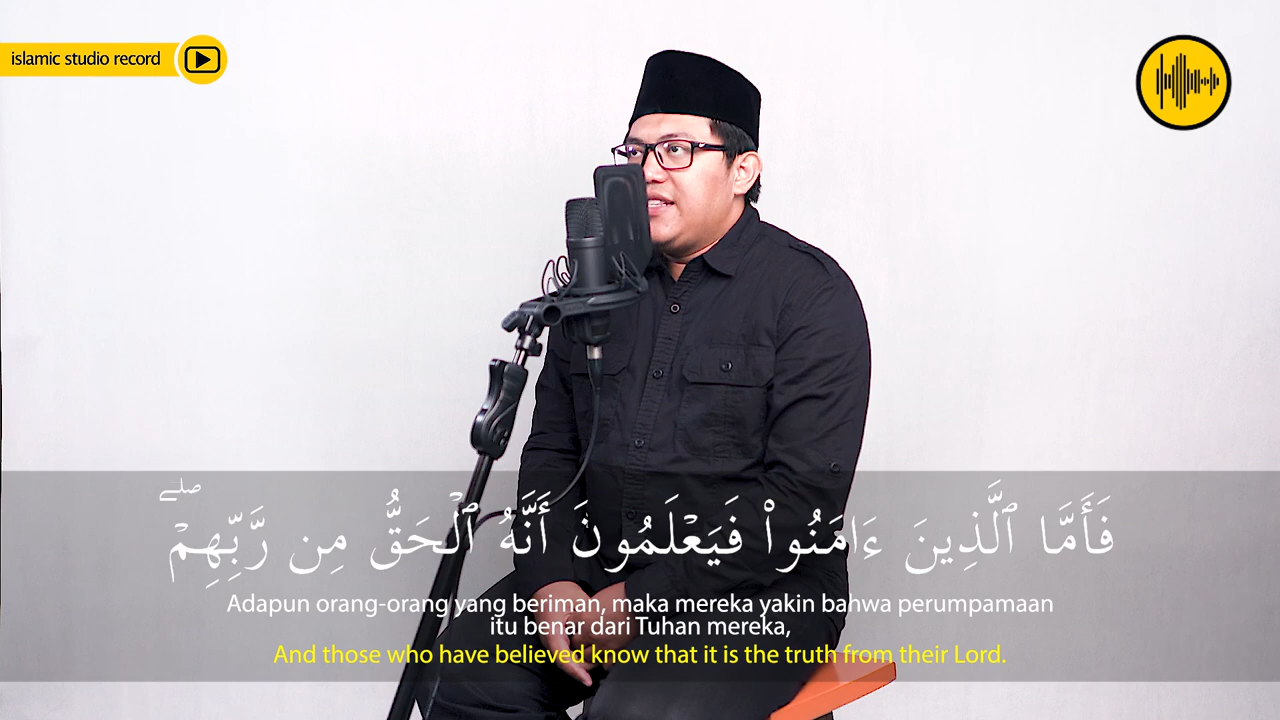 islamic studio record
فَأَمَّا ٱلَّذِينَ ءَامَنُوا۟ فَيَعْلَمُونَ أَنَّهُ ٱلْحَقُّ مِن رَّبِّهِمْ ۖ
Adapun orang-orang yang beriman, maka mereka yakin bahwa perumpamaan
itu benar dari Tuhan mereka,
And those who have believed know that it is the truth from their Lord.